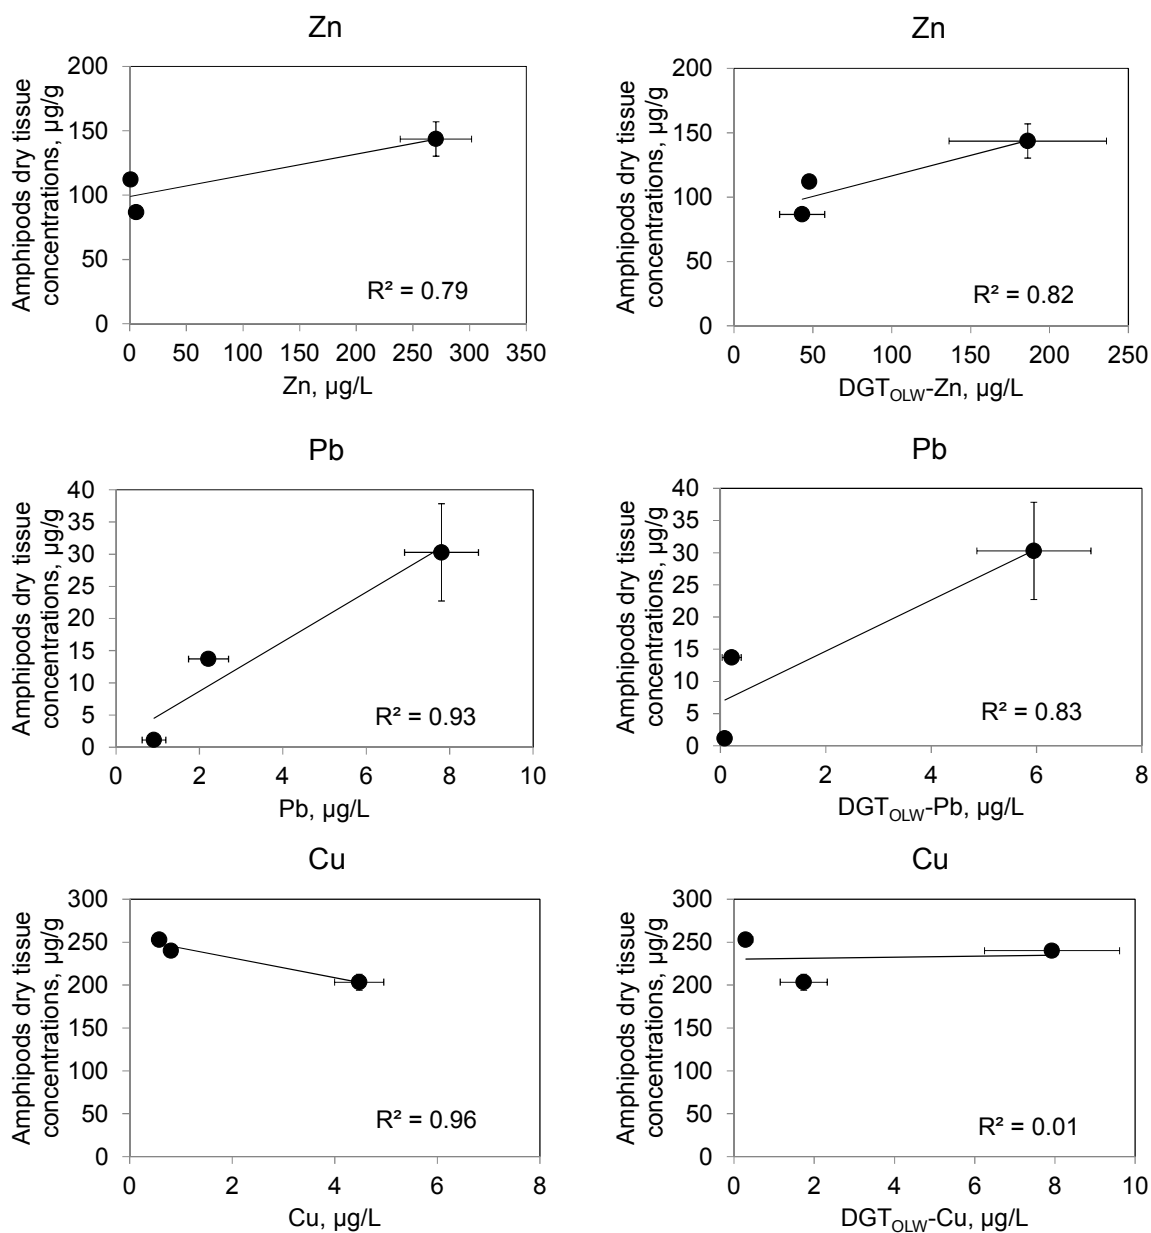 Zn
Amphipods dry tissue
concentrations, µg/g
200
150
100
50
0
R² = 0.79
0 50 100 150 200 250 300 350
Zn, µg/L
Zn
Amphipods dry tissue
concentrations, µg/g
200
150
100
50
0
R² = 0.82
0 50 100 150 200 250
DGTOLW-Zn, µg/L
Pb
Amphipods dry tissue
concentrations, µg/g
40
35
30
25
20
15
10
5
0
R² = 0.93
0 2 4 6 8 10
Pb, µg/L
Pb
Amphipods dry tissue
concentrations, µg/g
40
35
30
25
20
15
10
5
0
R² = 0.83
0 2 4 6 8
DGTOLW-Pb, µg/L
Cu
Amphipods dry tissue
concentrations, µg/g
300
250
200
150
100
50
0
R² = 0.96
0 2 4 6 8
Cu, µg/L
Cu
Amphipods dry tissue
concentrations, µg/g
300
250
200
150
100
50
0
R² = 0.01
0 2 4 6 8 10
DGTOLW-Cu, µg/L